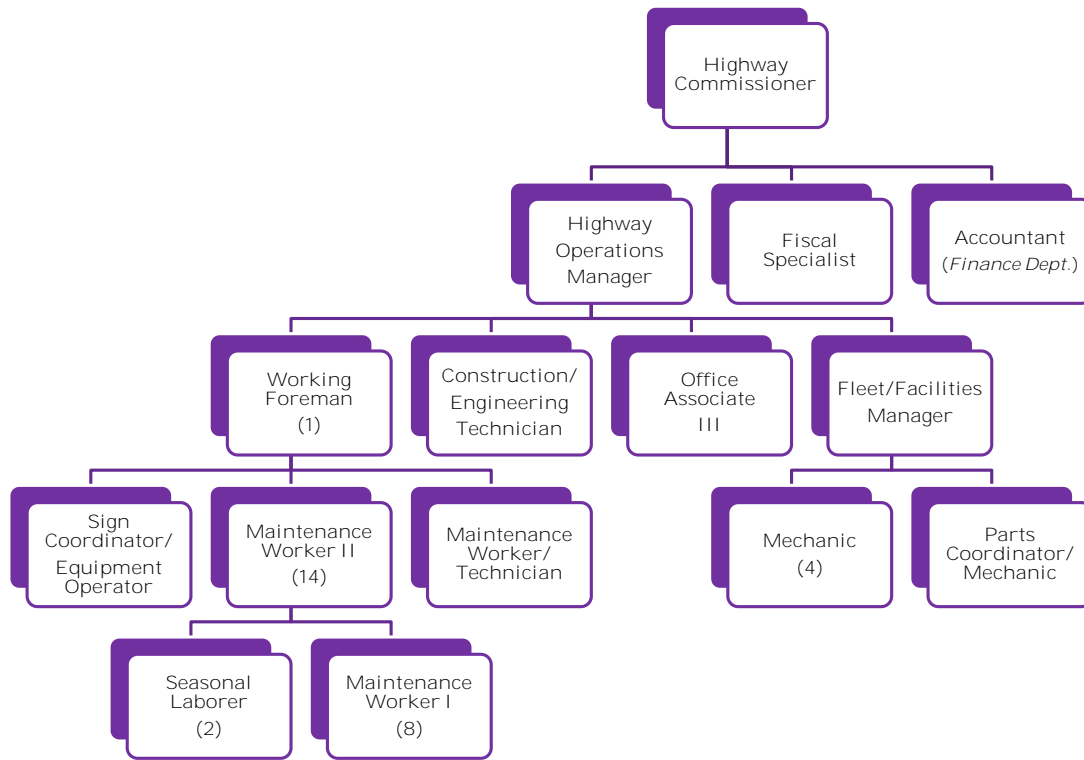 Highway
Commissioner
Highway
Operations
Manager
Fiscal
Specialist
Accountant
(Finance Dept.)
Working
Foreman
(1)
Construction/
Engineering
Technician
Office
Associate
III
Fleet/Facilities
Manager
Sign
Coordinator/
Equipment
Operator
Maintenance
Worker II
(14)
Maintenance
Worker/
Technician
Mechanic
(4)
Parts
Coordinator/
Mechanic
Seasonal
Laborer
(2)
Maintenance
Worker I
(8)